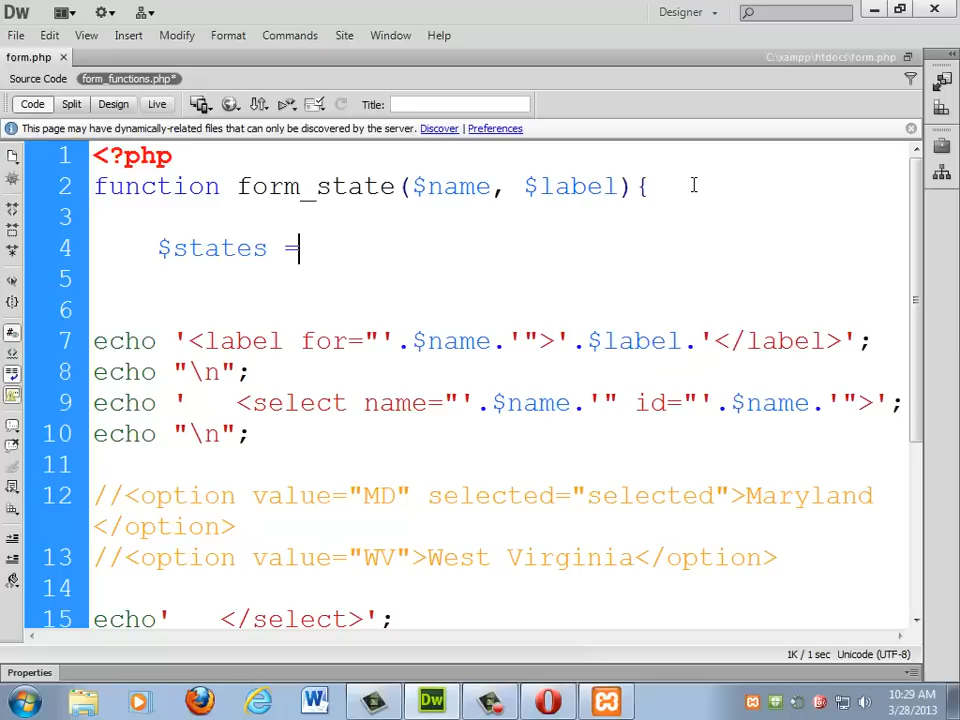 Dw
Designer
File Edit View Insert Modify Format Commands Site Window Help
form.php
C:\xampp\htdocs\form.php
Source Code form_functions.php*
Code Split Design Live Title:
This page may have dynamically-related files that can only be discovered by the server. Discover | Preferences
1 <?php
2 function form_state($name, $label){
3
4 $states =
5
6
7 echo '<label for="'.$name.'">'.$label.'</label>';
8 echo "\n";
9 echo '   <select name="'.$name.'" id="'.$name.'">';
10 echo "\n";
11
12 //<option value="MD" selected="selected">Maryland
</option>
13 //<option value="WV">West Virginia</option>
14
15 echo'   </select>';
1K / 1 sec Unicode (UTF-8)
Properties
W Dw
10:29 AM
3/28/2013